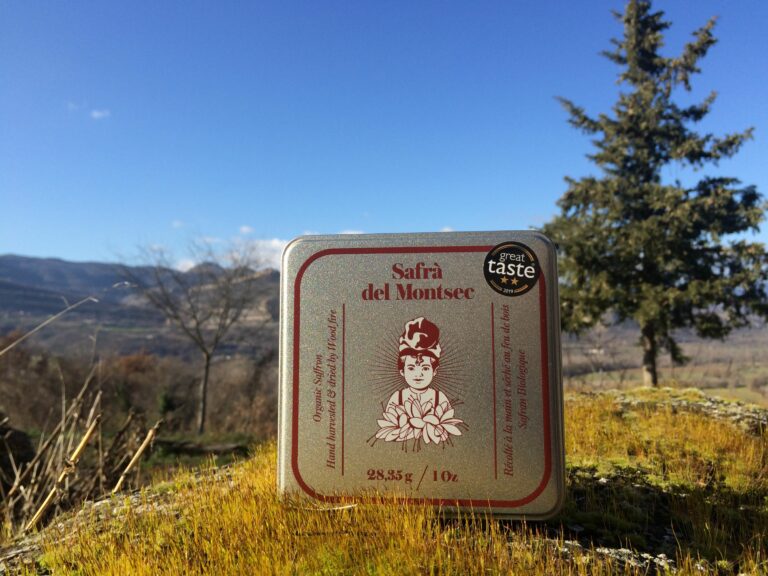 Safrà
del Montsec
great
taste
2019
Organic Saffron
Hand harvested & dried by Wood fire
Récolté à la main et séché au feu de bois
Safran Biologique
28,35 g / 1 Oz